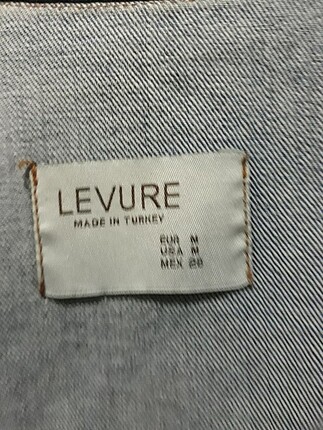 LEVURE
MADE IN TURKEY
EUR M
USA M
MEX 28